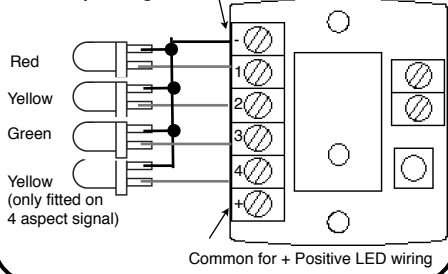 Red
Yellow
Green
Yellow
(only fitted on
4 aspect signal)
-
1
2
3
4
+
Common for + Positive LED wiring